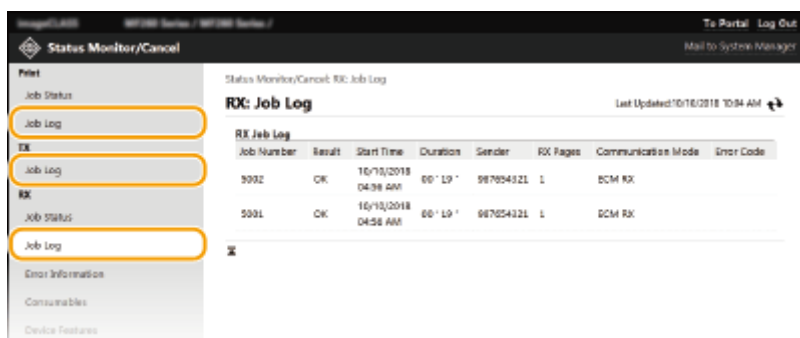 To Portal Log Out
Status Monitor/Cancel
Mail to System Manager
Print
Job Status
Job Log
TX
Job Log
RX
Job Status
Job Log
Error Information
Consumables
Device Features
Status Monitor/Cancel: RX: Job Log
RX: Job Log
Last Updated:10/10/2018 10:04 AM
RX Job Log
Job Number Result Start Time Duration Sender RX Pages Communication Mode Error Code
5002 OK 10/10/2018 00' 19" 987654321 1 ECM RX
AM
5001 OK 10/10/2018 00' 19" 987654321 1 ECM RX
04:56 AM